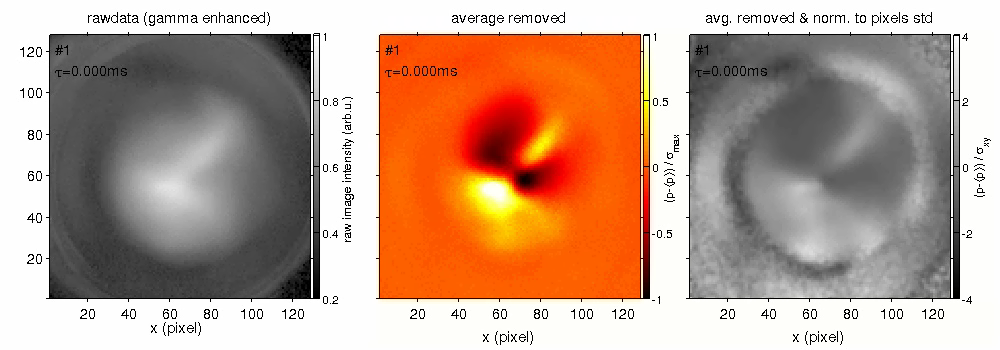 rawdata (gamma enhanced)
#1
τ=0.000ms
120
100
80
60
40
20
20 40 60 80 100 120
x (pixel)
1
0.8
0.6
0.4
0.2
raw image intensity (arb.u.)
average removed
#1
τ=0.000ms
20 40 60 80 100 120
x (pixel)
1
0.5
0
-0.5
-1
(p-⟨p⟩) / σmax
avg. removed & norm. to pixels std
#1
τ=0.000ms
20 40 60 80 100 120
x (pixel)
4
2
0
-2
-4
(p-⟨p⟩) / σxy